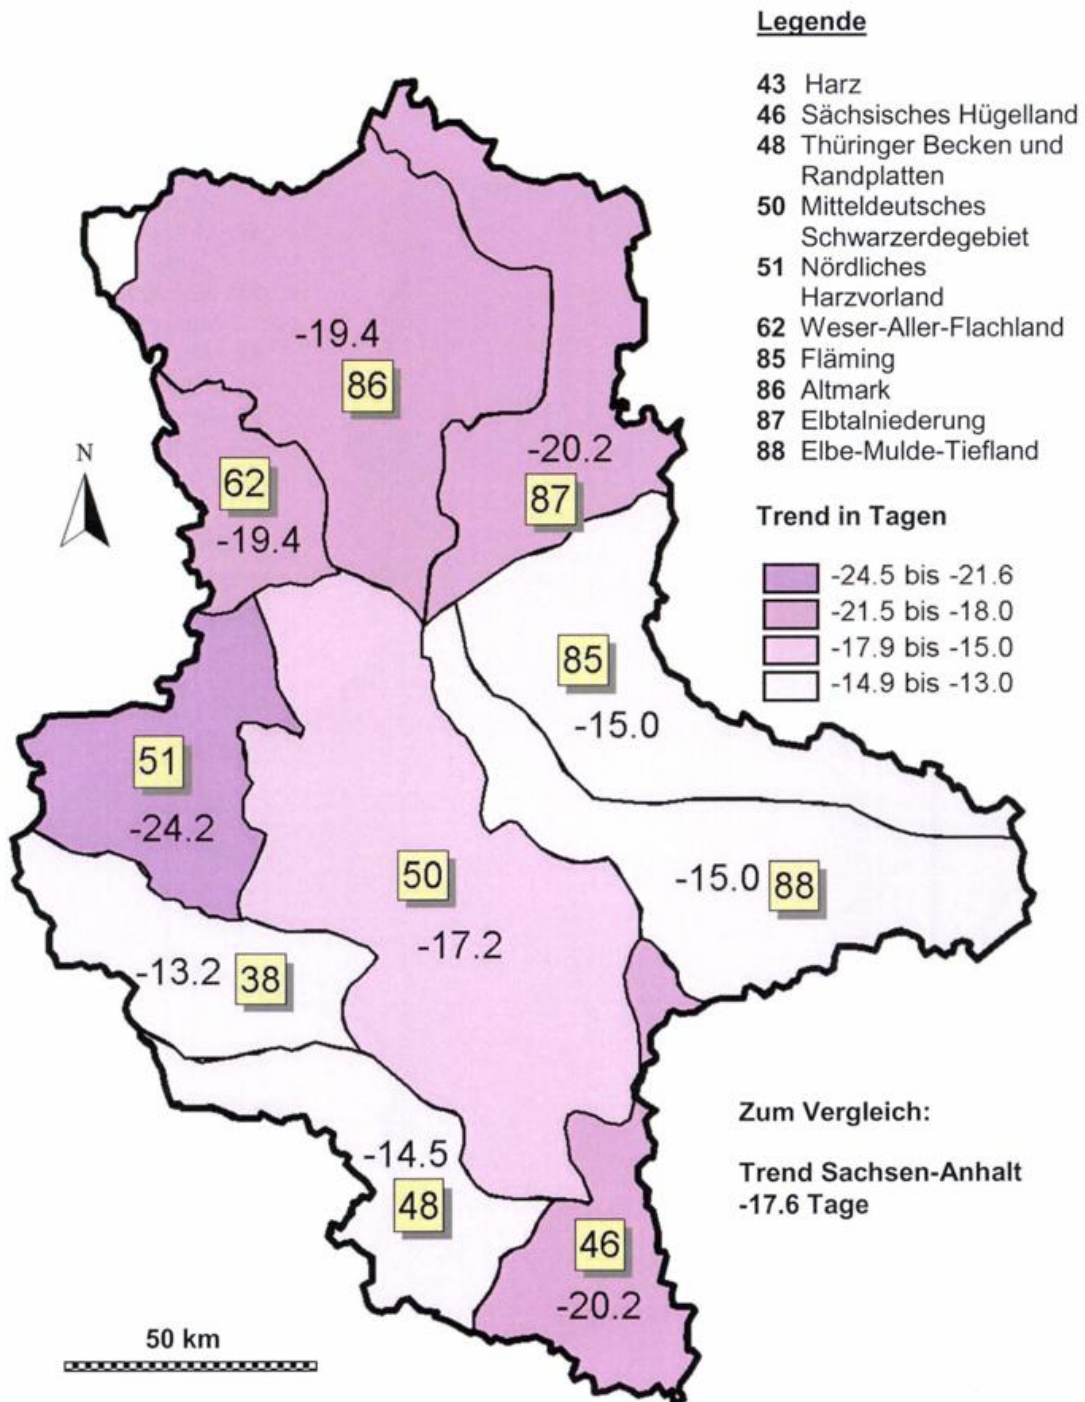 Legende
43 Harz
46 Sächsisches Hügelland
48 Thüringer Becken und
Randplatten
50 Mitteldeutsches
Schwarzerdegebiet
51 Nördliches
Harzvorland
62 Weser-Aller-Flachland
85 Fläming
86 Altmark
87 Elbtalniederung
88 Elbe-Mulde-Tiefland
Trend in Tagen
-24.5 bis -21.6
-21.5 bis -18.0
-17.9 bis -15.0
-14.9 bis -13.0
N
-19.4
86
-20.2
87
62
-19.4
85
-15.0
51
-24.2
50
-17.2
-15.0 88
-13.2 38
-14.5
48
46
-20.2
Zum Vergleich:
Trend Sachsen-Anhalt
-17.6 Tage
50 km